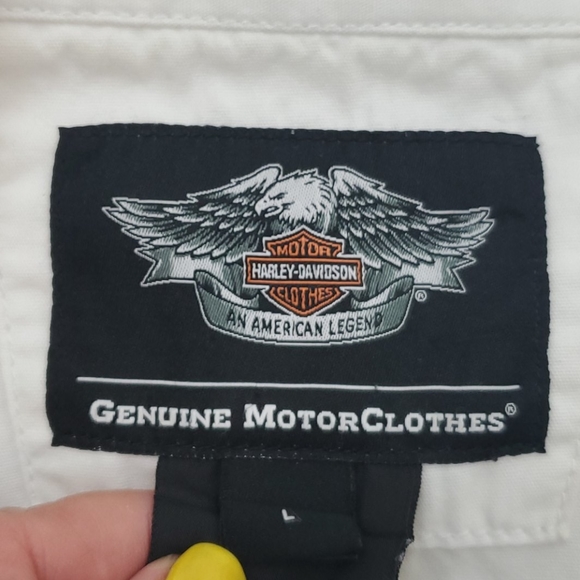 MOTOR
HARLEY-DAVIDSON
CLOTHES
®
AN AMERICAN LEGEND
GENUINE MOTORCLOTHES®
L